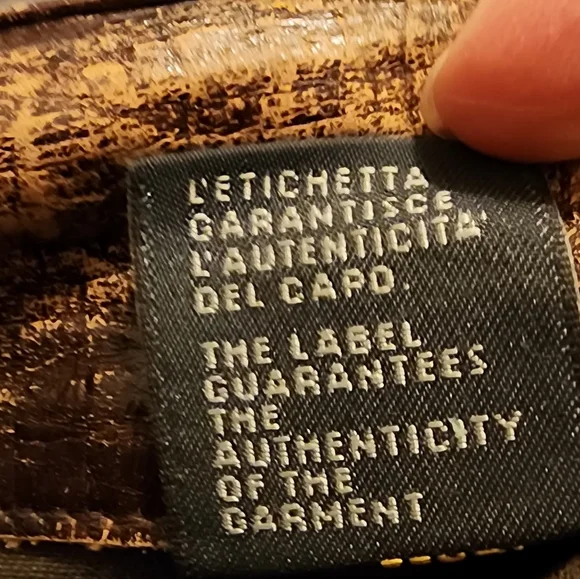 L'ETICHETTA
GARANTISCE
L'AUTENTICITA'
DEL CAPO.
THE LABEL
GUARANTEES
THE
AUTHENTICITY
OF THE
GARMENT